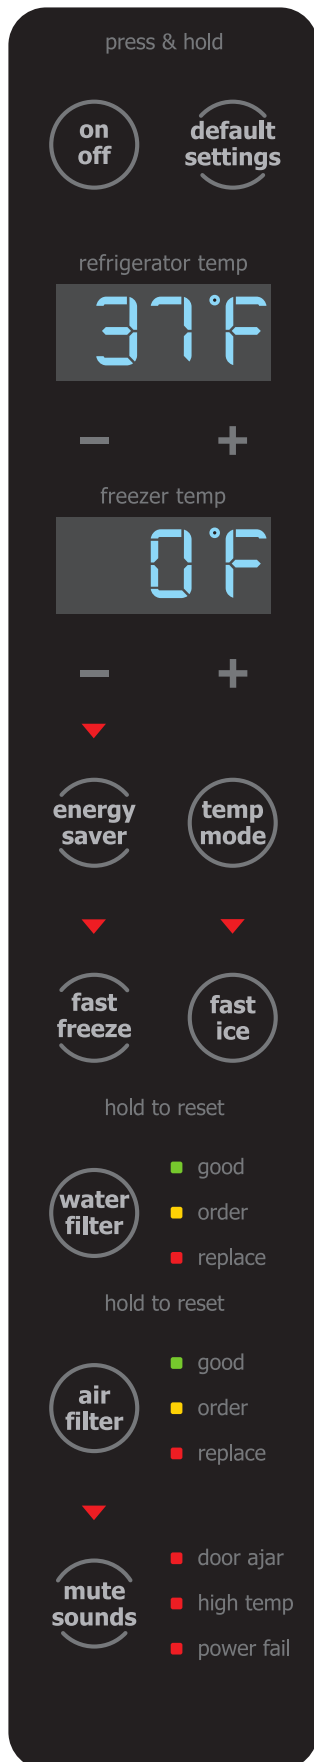 press & hold
on
off
default
settings
refrigerator temp
37°F
− +
freezer temp
0°F
− +
energy
saver
temp
mode
fast
freeze
fast
ice
hold to reset
water
filter
good
order
replace
hold to reset
air
filter
good
order
replace
mute
sounds
door ajar
high temp
power fail